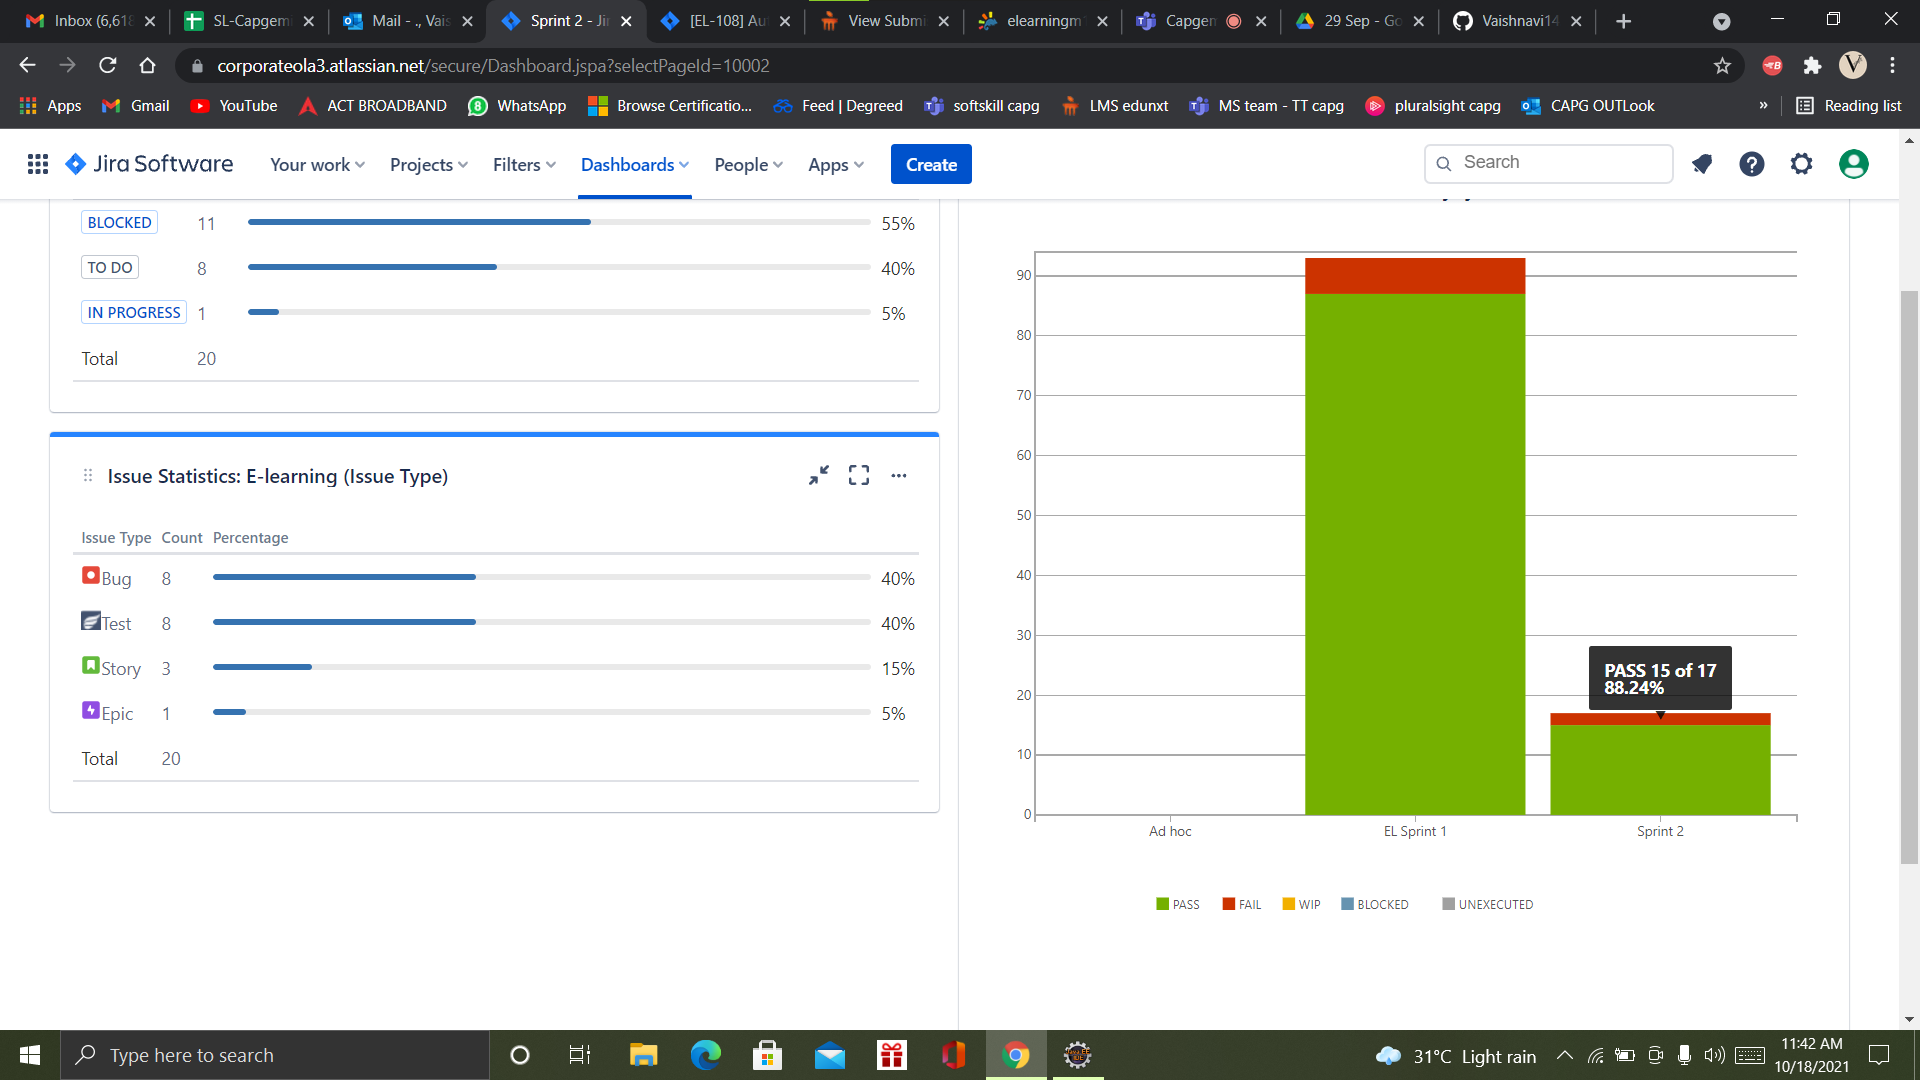 Inbox (6,618
SL-Capgem
Mail - ., Vais
Sprint 2 - Jir
[EL-108] Au
View Submi
elearningm
Capgem
29 Sep - Go
Vaishnavi14
corporateola3.atlassian.net/secure/Dashboard.jspa?selectPageId=10002
V
Apps
Gmail
YouTube
ACT BROADBAND
WhatsApp
Browse Certificatio...
Feed | Degreed
softskill capg
LMS edunxt
MS team - TT capg
pluralsight capg
CAPG OUTLook
»
Reading list
Jira Software
Your work
Projects
Filters
Dashboards
People
Apps
Create
Search
BLOCKED 11 55%
TO DO 8 40%
IN PROGRESS 1 5%
Total 20
Issue Statistics: E-learning (Issue Type)
Issue Type Count Percentage
Bug 8 40%
Test 8 40%
Story 3 15%
Epic 1 5%
Total 20
90
80
70
60
50
40
30
20
10
0
PASS 15 of 17
88.24%
Ad hoc
EL Sprint 1
Sprint 2
PASS
FAIL
WIP
BLOCKED
UNEXECUTED
Type here to search
31°C Light rain
11:42 AM
10/18/2021